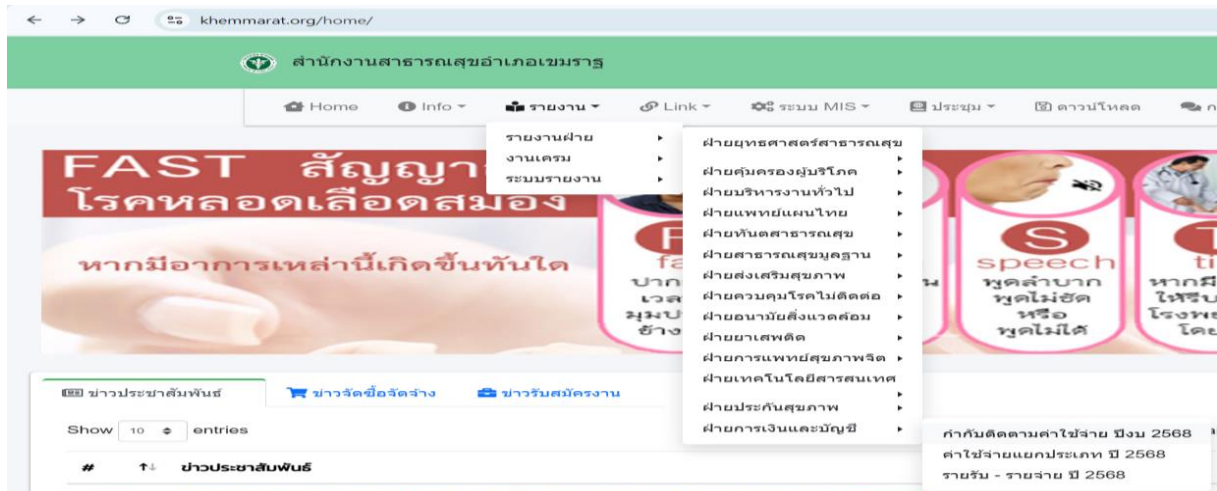 khemmarat.org/home/
สำนักงานสาธารณสุขอำเภอเขมราฐ
Home Info รายงาน Link ระบบ MIS ประชุม ดาวน์โหลด
รายงานฝ่าย
งานเครม
ระบบรายงาน
ฝ่ายยุทธศาสตร์สาธารณสุข
ฝ่ายคุ้มครองผู้บริโภค
ฝ่ายบริหารงานทั่วไป
ฝ่ายแพทย์แผนไทย
ฝ่ายทันตสาธารณสุข
ฝ่ายสาธารณสุขมูลฐาน
ฝ่ายส่งเสริมสุขภาพ
ฝ่ายควบคุมโรคไม่ติดต่อ
ฝ่ายอนามัยสิ่งแวดล้อม
ฝ่ายยาเสพติด
ฝ่ายการแพทย์สุขภาพจิต
ฝ่ายเทคโนโลยีสารสนเทศ
ฝ่ายประกันสุขภาพ
ฝ่ายการเงินและบัญชี
กำกับติดตามค่าใช้จ่าย ปีงบ 2568
ค่าใช้จ่ายแยกประเภท ปี 2568
รายรับ - รายจ่าย ปี 2568
FAST
โรคหลอดเลือดสมอง
หากมีอาการเหล่านี้เกิดขึ้นทันใด
S
speech
พูดลำบาก
พูดไม่ชัด
หรือ
พูดไม่ได้
ข่าวประชาสัมพันธ์ ข่าวจัดซื้อจัดจ้าง ข่าวรับสมัครงาน
Show 10 entries
# ข่าวประชาสัมพันธ์